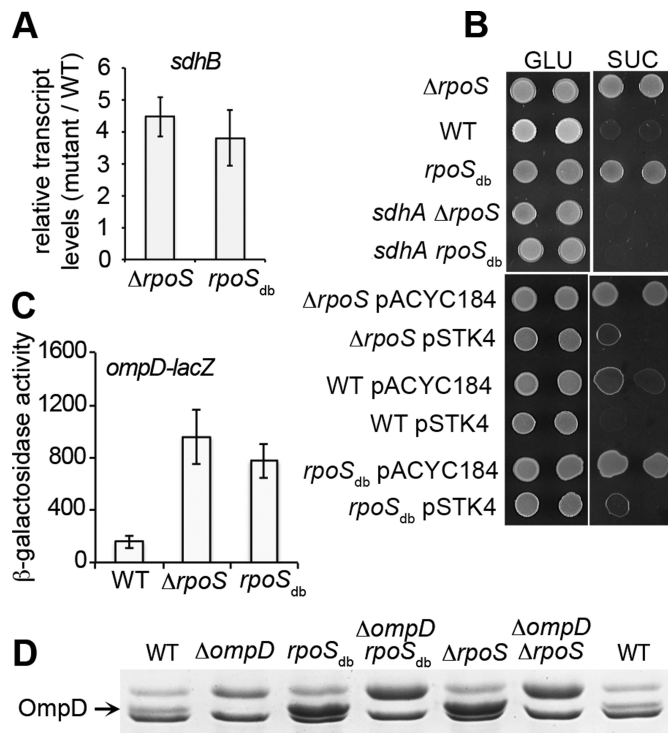 A
sdhB
relative transcript
levels (mutant / WT)
6
5
4
3
2
1
0
ΔrpoS rpoSdb
B
GLU SUC
ΔrpoS
WT
rpoSdb
sdhA ΔrpoS
sdhA rpoSdb
ΔrpoS pACYC184
ΔrpoS pSTK4
WT pACYC184
WT pSTK4
rpoSdb pACYC184
rpoSdb pSTK4
C
β-galactosidase activity
ompD-lacZ
1600
1200
800
400
0
WT ΔrpoS rpoSdb
D
WT ΔompD rpoSdb ΔompD rpoSdb ΔrpoS ΔompD ΔrpoS WT
OmpD